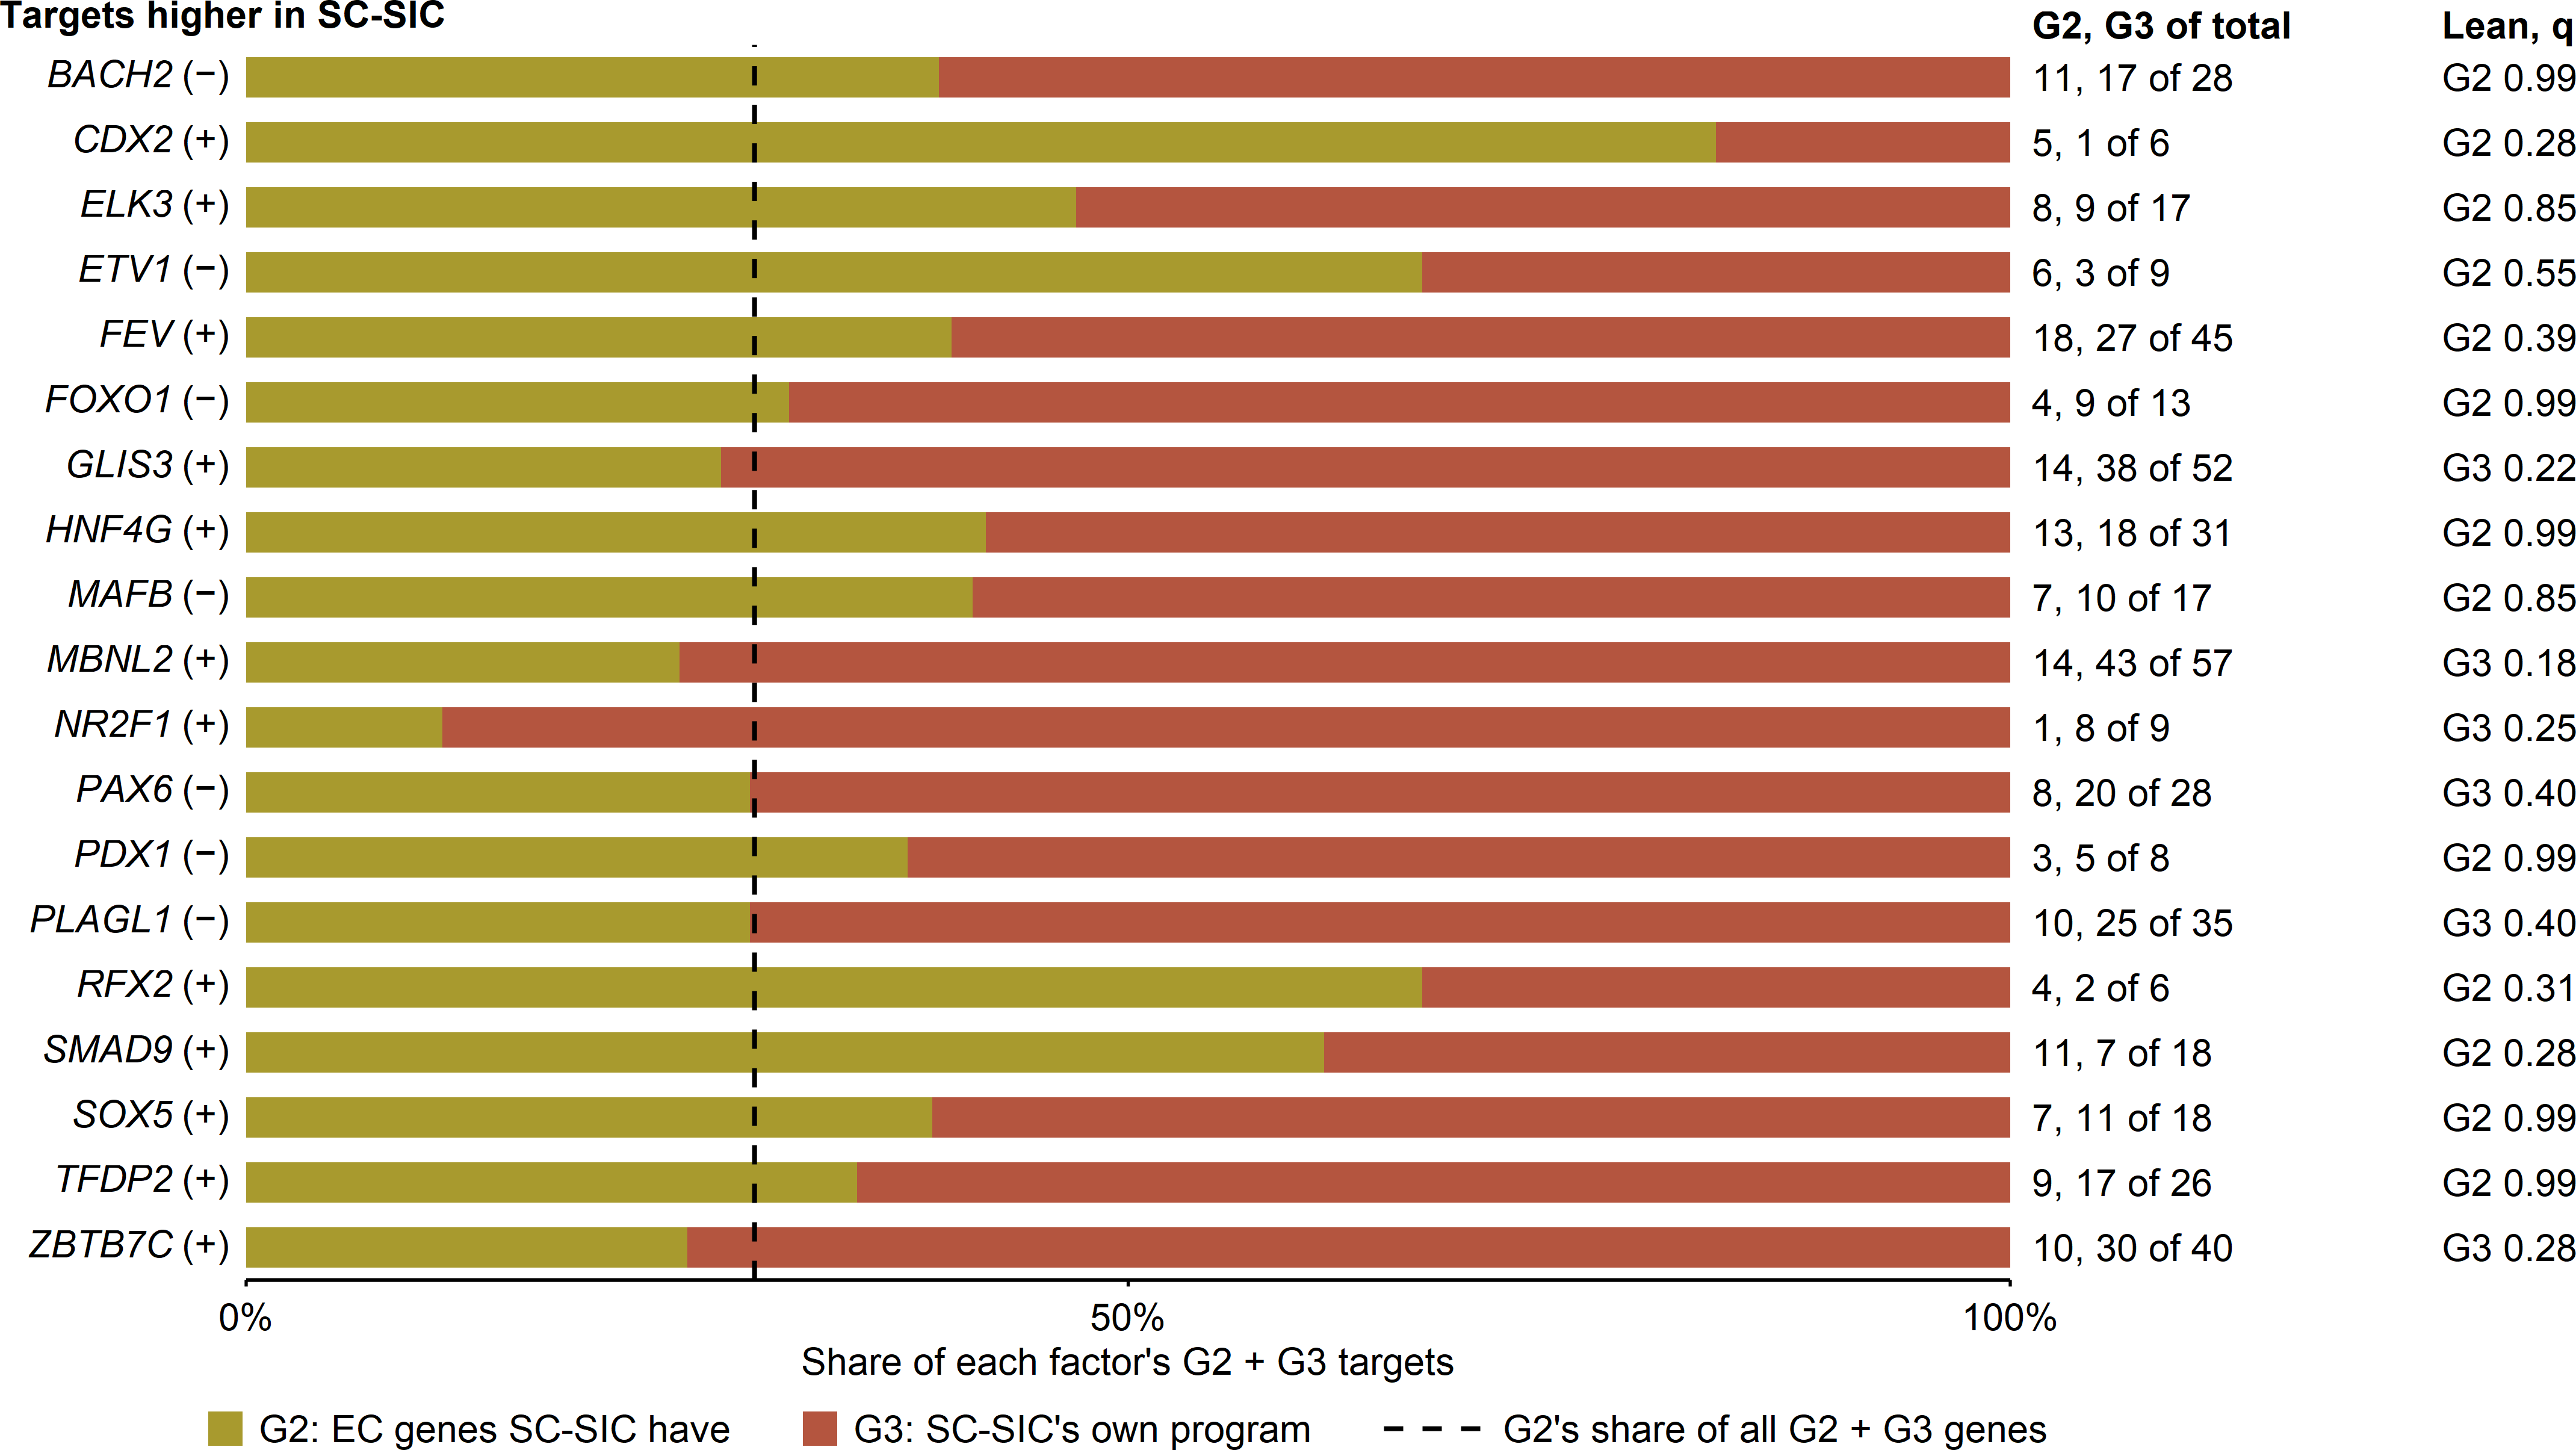 Targets higher in SC-SIC G2, G3 of total Lean, q
BACH2 (−) 11, 17 of 28 G2 0.99
CDX2 (+) 5, 1 of 6 G2 0.28
ELK3 (+) 8, 9 of 17 G2 0.85
ETV1 (−) 6, 3 of 9 G2 0.55
FEV (+) 18, 27 of 45 G2 0.39
FOXO1 (−) 4, 9 of 13 G2 0.99
GLIS3 (+) 14, 38 of 52 G3 0.22
HNF4G (+) 13, 18 of 31 G2 0.99
MAFB (−) 7, 10 of 17 G2 0.85
MBNL2 (+) 14, 43 of 57 G3 0.18
NR2F1 (+) 1, 8 of 9 G3 0.25
PAX6 (−) 8, 20 of 28 G3 0.40
PDX1 (−) 3, 5 of 8 G2 0.99
PLAGL1 (−) 10, 25 of 35 G3 0.40
RFX2 (+) 4, 2 of 6 G2 0.31
SMAD9 (+) 11, 7 of 18 G2 0.28
SOX5 (+) 7, 11 of 18 G2 0.99
TFDP2 (+) 9, 17 of 26 G2 0.99
ZBTB7C (+) 10, 30 of 40 G3 0.28
0% 50% 100%
Share of each factor's G2 + G3 targets
G2: EC genes SC-SIC have G3: SC-SIC's own program G2's share of all G2 + G3 genes